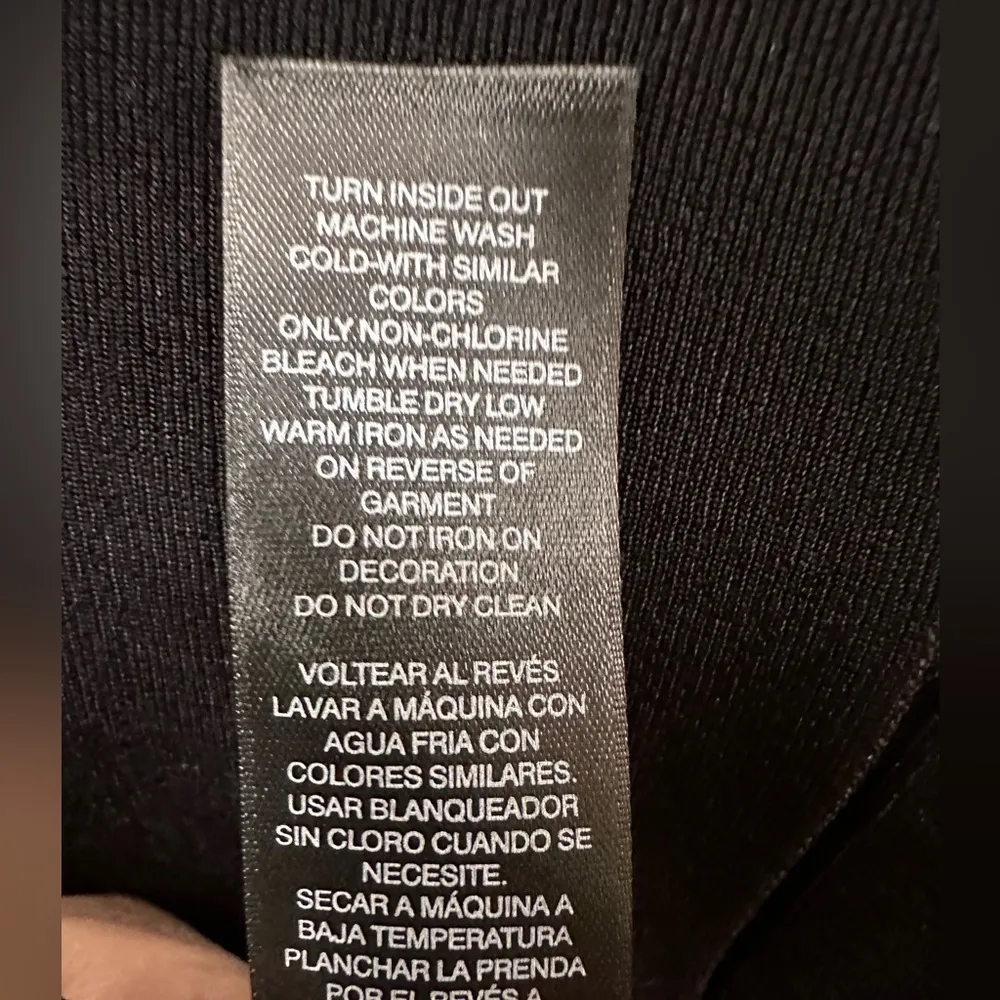 TURN INSIDE OUT
MACHINE WASH
COLD-WITH SIMILAR
COLORS
ONLY NON-CHLORINE
BLEACH WHEN NEEDED
TUMBLE DRY LOW
WARM IRON AS NEEDED
ON REVERSE OF
GARMENT
DO NOT IRON ON
DECORATION
DO NOT DRY CLEAN
VOLTEAR AL REVÉS
LAVAR A MÁQUINA CON
AGUA FRIA CON
COLORES SIMILARES.
USAR BLANQUEADOR
SIN CLORO CUANDO SE
NECESITE.
SECAR A MÁQUINA A
BAJA TEMPERATURA
PLANCHAR LA PRENDA
POR EL REVÉS A